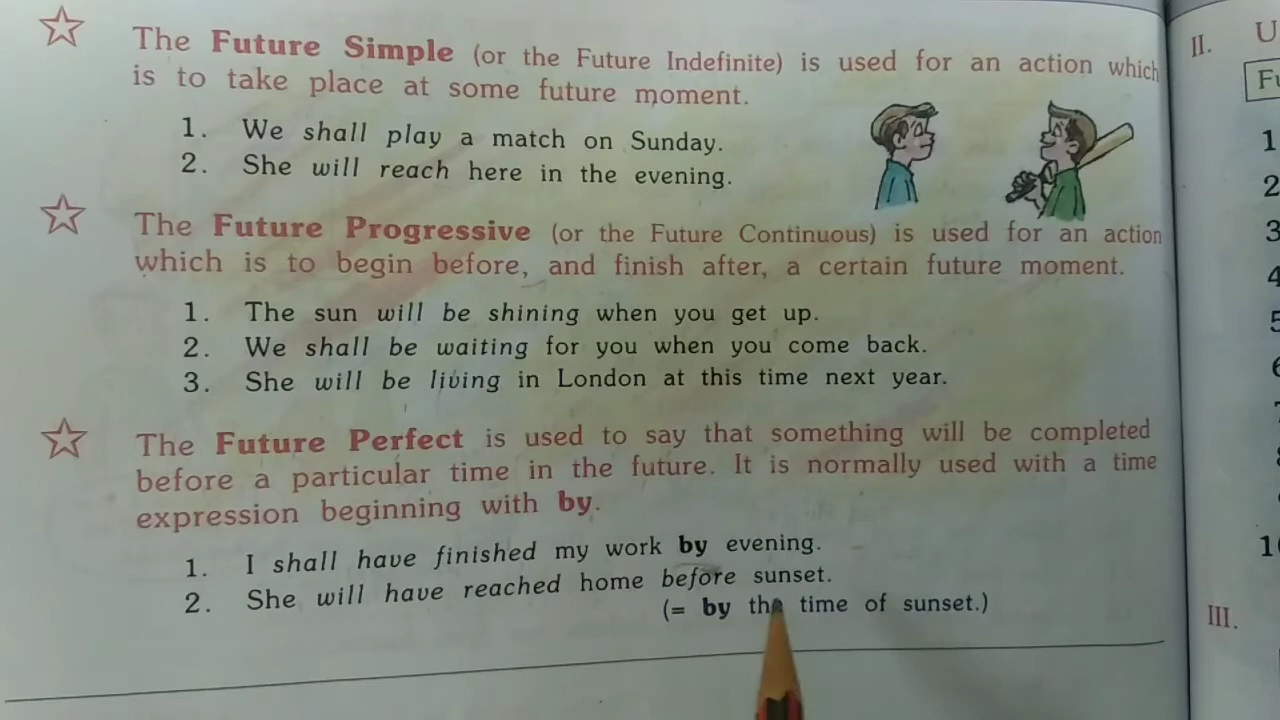 The Future Simple (or the Future Indefinite) is used for an action which
is to take place at some future moment.
1. We shall play a match on Sunday.
2. She will reach here in the evening.
The Future Progressive (or the Future Continuous) is used for an action
which is to begin before, and finish after, a certain future moment.
1. The sun will be shining when you get up.
2. We shall be waiting for you when you come back.
3. She will be living in London at this time next year.
The Future Perfect is used to say that something will be completed
before a particular time in the future. It is normally used with a time
expression beginning with by.
1. I shall have finished my work by evening.
2. She will have reached home before sunset.
(= by the time of sunset.)
II.
1
2
3
4
5
6
10
III.